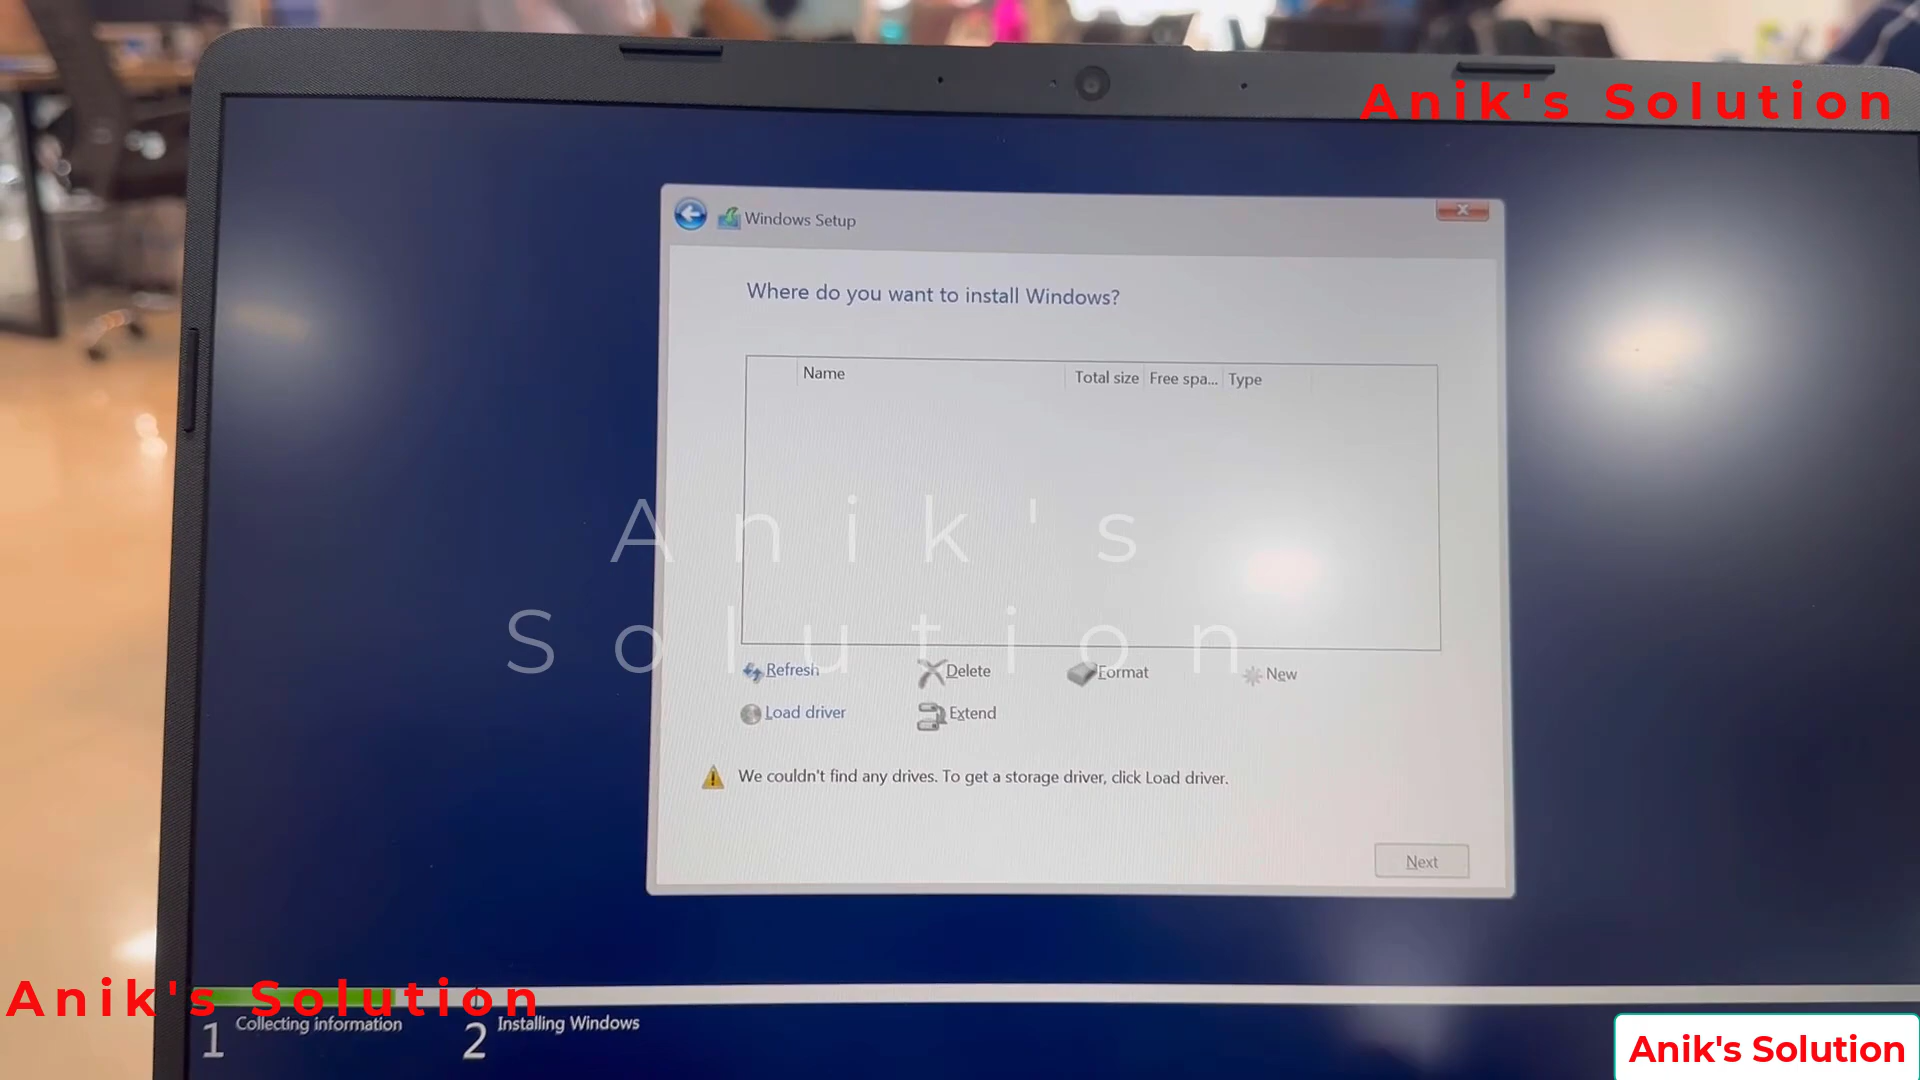 Anik's Solution
Windows Setup
Where do you want to install Windows?
Name Total size Free spa... Type
Anik's
Solution
Refresh Delete Format New
Load driver Extend
We couldn't find any drives. To get a storage driver, click Load driver.
Next
Anik's Solution
1 Collecting information 2 Installing Windows
Anik's Solution